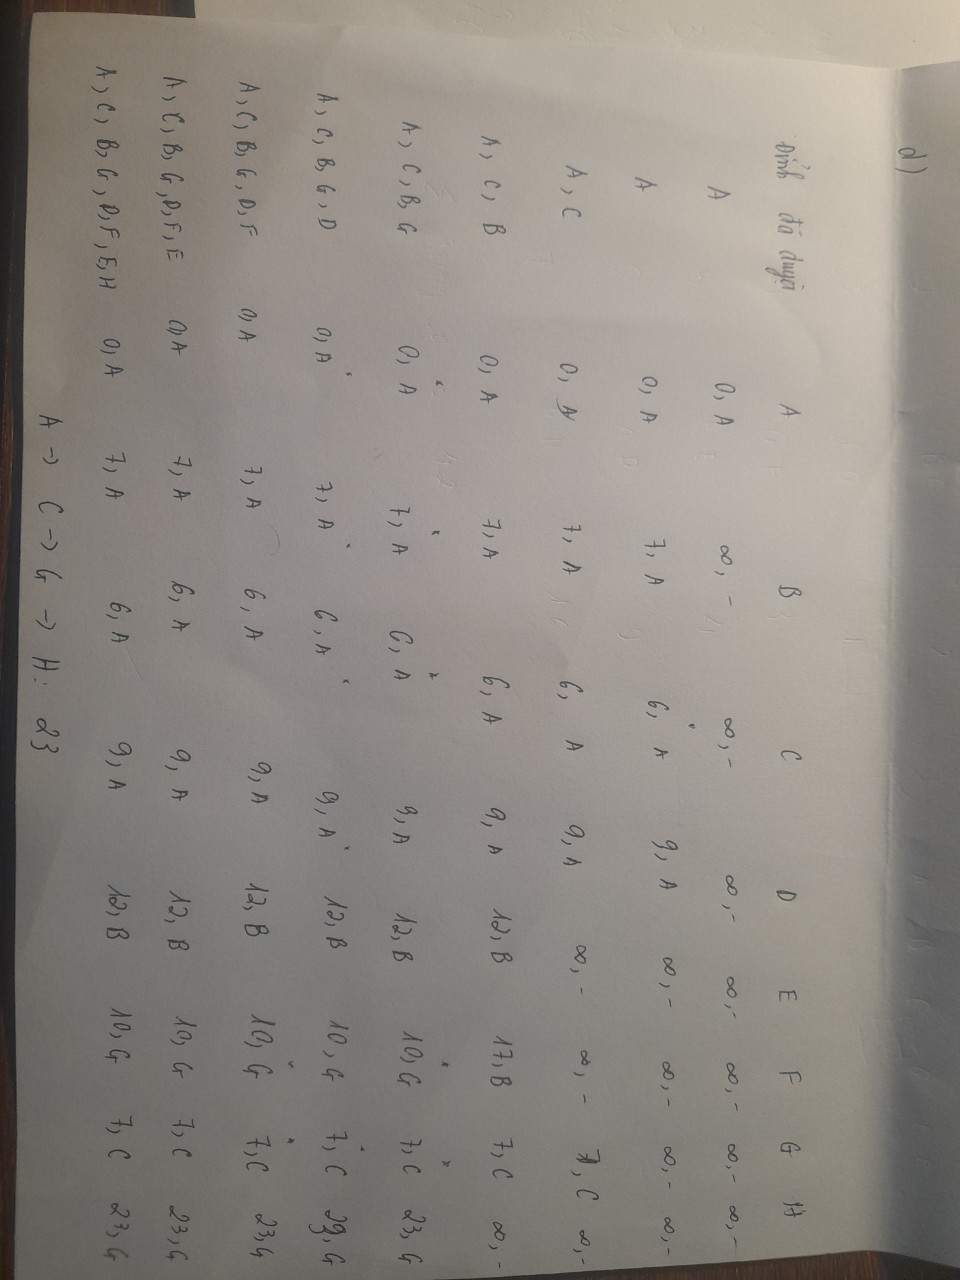 d)
Đỉnh đã duyệt A B C D E F G H
A 0, A ∞, - ∞, - ∞, - ∞, - ∞, - ∞, - ∞, -
A 0, A 7, A 6, A 9, A ∞, - ∞, - ∞, - ∞, -
A, C 0, A 7, A 6, A 9, A ∞, - ∞, - 7, C ∞, -
A, C, B 0, A 7, A 6, A 9, A 12, B 17, B 7, C ∞, -
A, C, B, G 0, A 7, A 6, A 9, A 12, B 10, G 7, C 23, G
A, C, B, G, D 0, A 7, A 6, A 9, A 12, B 10, G 7, C 23, G
A, C, B, G, D, F 0, A 7, A 6, A 9, A 12, B 10, G 7, C 23, G
A, C, B, G, D, F, E 0, A 7, A 6, A 9, A 12, B 10, G 7, C 23, G
A, C, B, G, D, F, E, H 0, A 7, A 6, A 9, A 12, B 10, G 7, C 23, G
A → C → G → H: 23